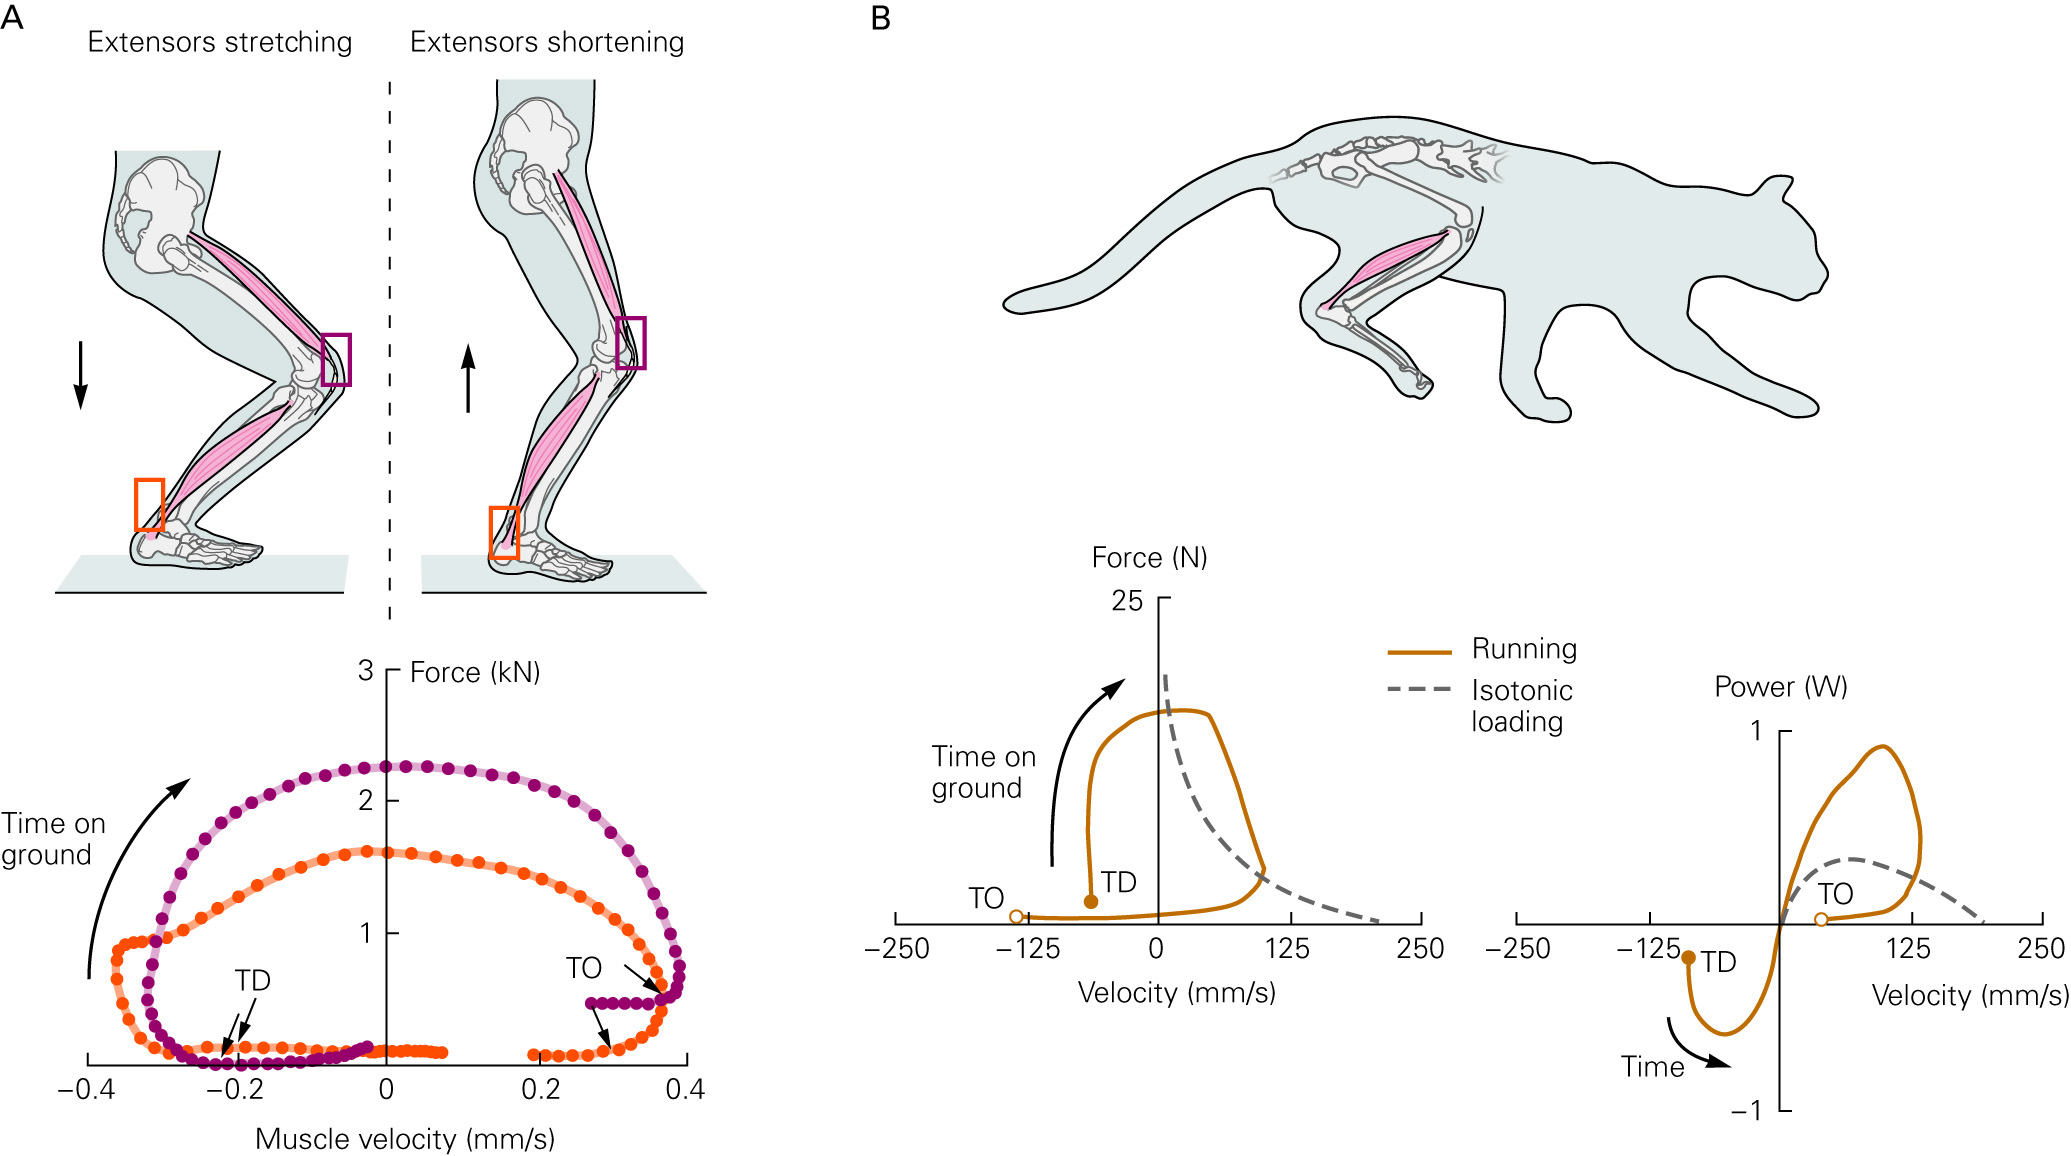 A
Extensors stretching
Extensors shortening
3
Force (kN)
2
1
Time on
ground
TD
TO
−0.4
−0.2
0
0.2
0.4
Muscle velocity (mm/s)
B
Force (N)
25
Time on
ground
TO
TD
−250
−125
0
125
250
Velocity (mm/s)
Running
Isotonic
loading
Power (W)
1
TO
−250
−125
TD
125
250
Velocity (mm/s)
Time
−1